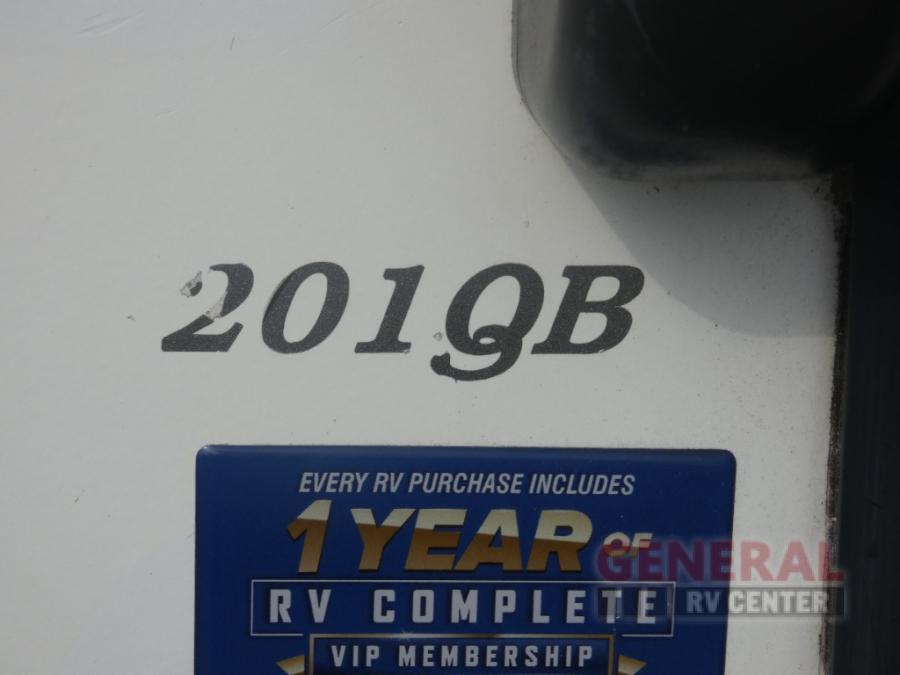 201QB
EVERY RV PURCHASE INCLUDES
1 YEAR OF
RV COMPLETE
VIP MEMBERSHIP
GENERAL
RV CENTER